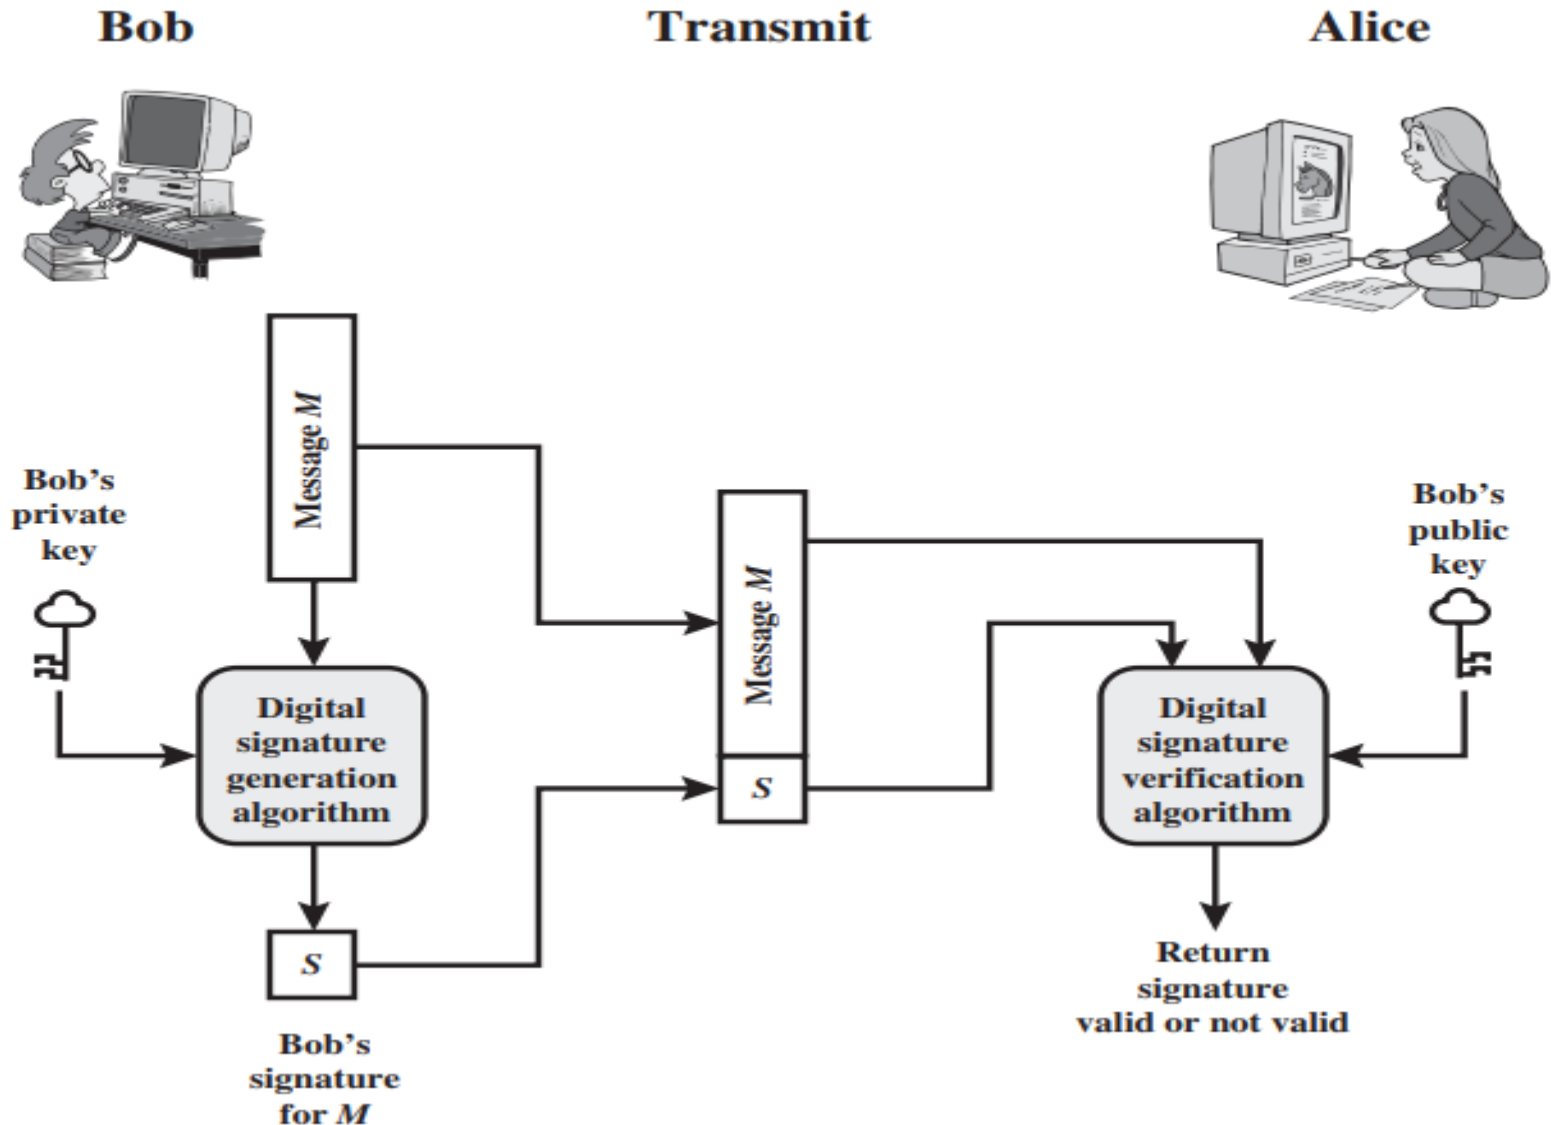 Bob
Transmit
Alice
Message M
Bob's
private
key
Digital
signature
generation
algorithm
S
Bob's
signature
for M
Message M
S
Bob's
public
key
Digital
signature
verification
algorithm
Return
signature
valid or not valid